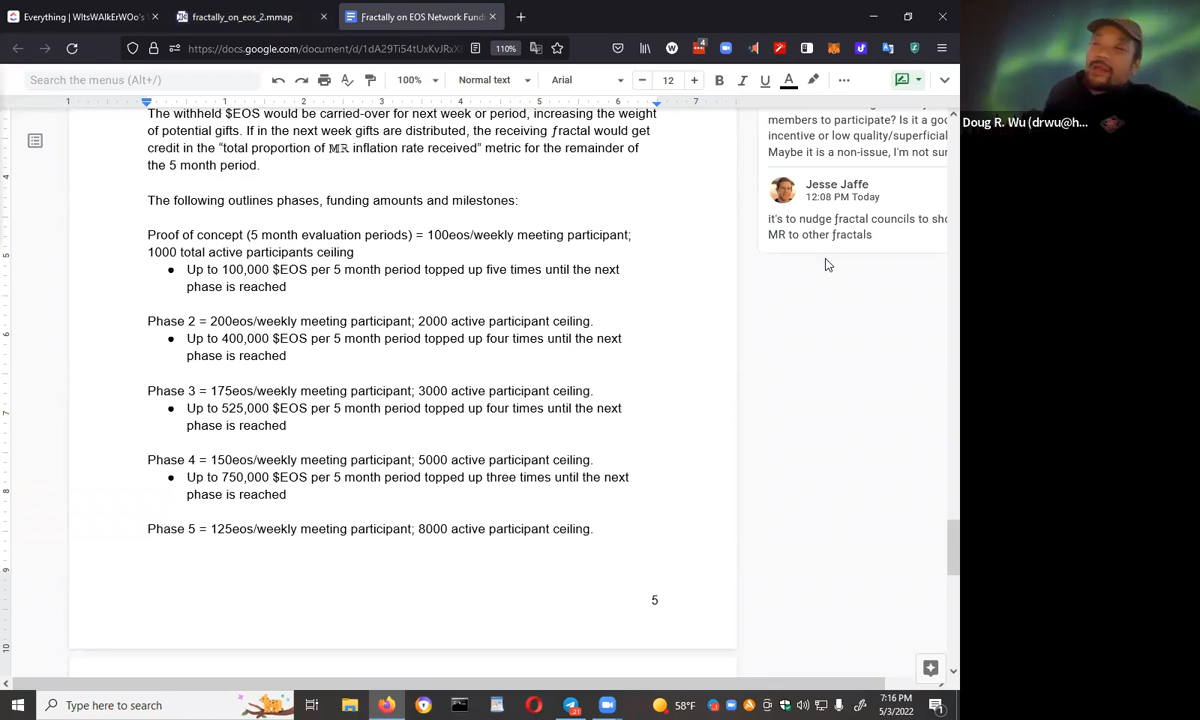 Everything | WItsWAlkErWOo's
fractally_on_eos_2.mmap
Fractally on EOS Network Fund
https://docs.google.com/document/d/1dA29Ti54tUxKvJRxX
110%
Search the menus (Alt+/)
100%
Normal text
Arial
12
B I U A
1 1 2 3 4 5 6 7
The withheld $EOS would be carried-over for next week or period, increasing the weight
of potential gifts. If in the next week gifts are distributed, the receiving ƒractal would get
credit in the “total proportion of 𝕄ℝ inflation rate received” metric for the remainder of
the 5 month period.
The following outlines phases, funding amounts and milestones:
Proof of concept (5 month evaluation periods) = 100eos/weekly meeting participant;
1000 total active participants ceiling
● Up to 100,000 $EOS per 5 month period topped up five times until the next
phase is reached
Phase 2 = 200eos/weekly meeting participant; 2000 active participant ceiling.
● Up to 400,000 $EOS per 5 month period topped up four times until the next
phase is reached
Phase 3 = 175eos/weekly meeting participant; 3000 active participant ceiling.
● Up to 525,000 $EOS per 5 month period topped up four times until the next
phase is reached
Phase 4 = 150eos/weekly meeting participant; 5000 active participant ceiling.
● Up to 750,000 $EOS per 5 month period topped up three times until the next
phase is reached
Phase 5 = 125eos/weekly meeting participant; 8000 active participant ceiling.
5
members to participate? Is it a goo
incentive or low quality/superficial
Maybe it is a non-issue, I'm not sur
Jesse Jaffe
12:08 PM Today
it's to nudge ƒractal councils to sho
MR to other ƒractals
Doug R. Wu (drwu@h...
Type here to search
58°F
7:16 PM
5/3/2022